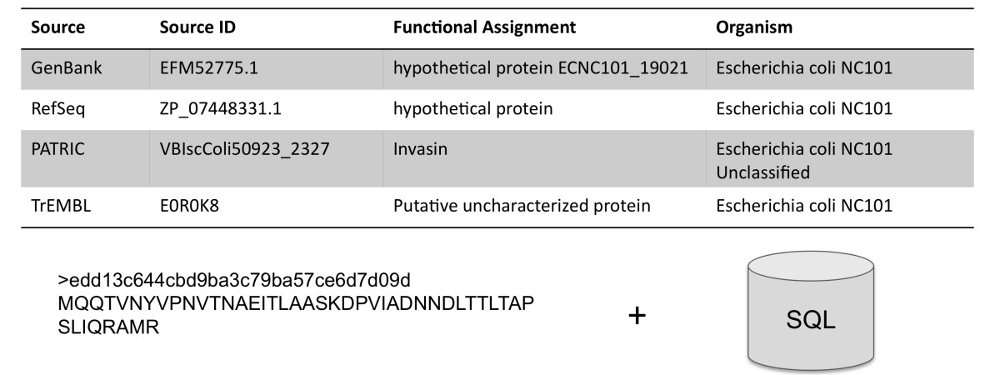 Source Source ID Functional Assignment Organism
GenBank EFM52775.1 hypothetical protein ECNC101_19021 Escherichia coli NC101
RefSeq ZP_07448331.1 hypothetical protein Escherichia coli NC101
PATRIC VBIscColi50923_2327 Invasin Escherichia coli NC101
Unclassified
TrEMBL E0R0K8 Putative uncharacterized protein Escherichia coli NC101
>edd13c644cbd9ba3c79ba57ce6d7d09d
MQQTVNYVPNVTNAEITLAASKDPVIADNNDLTTLTAP
SLIQRAMR
+
SQL